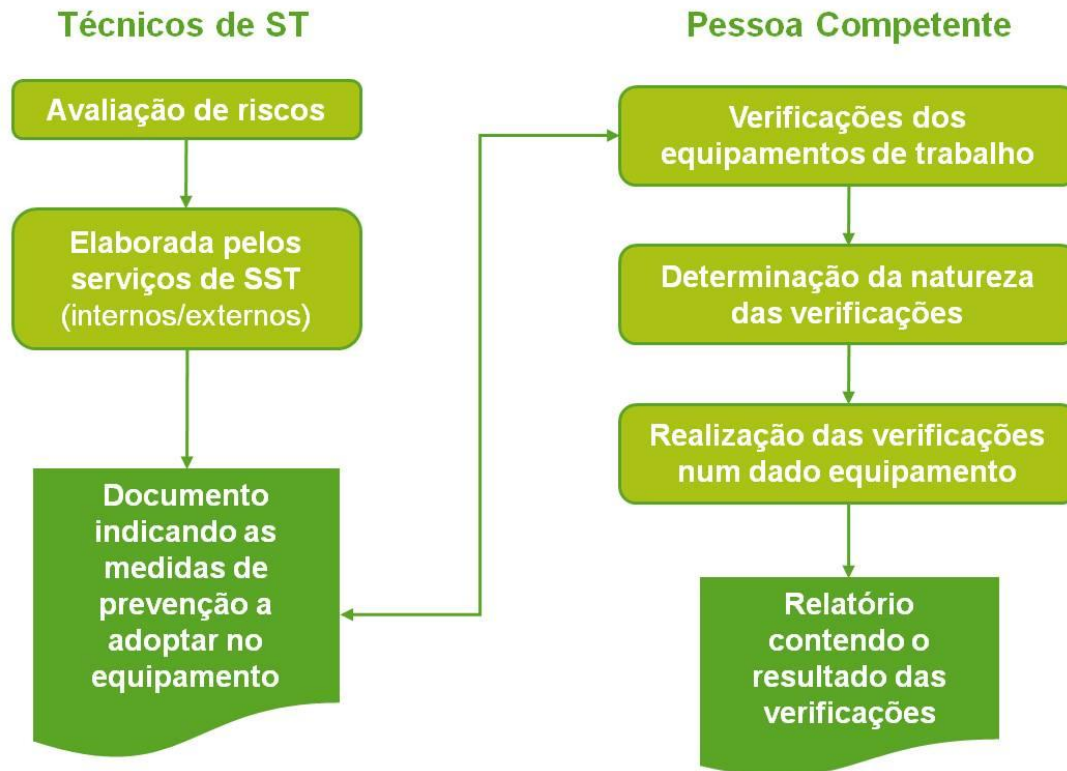 Técnicos de ST
Avaliação de riscos
Elaborada pelos
serviços de SST
(internos/externos)
Documento
indicando as
medidas de
prevenção a
adoptar no
equipamento
Pessoa Competente
Verificações dos
equipamentos de trabalho
Determinação da natureza
das verificações
Realização das verificações
num dado equipamento
Relatório
contendo o
resultado das
verificações